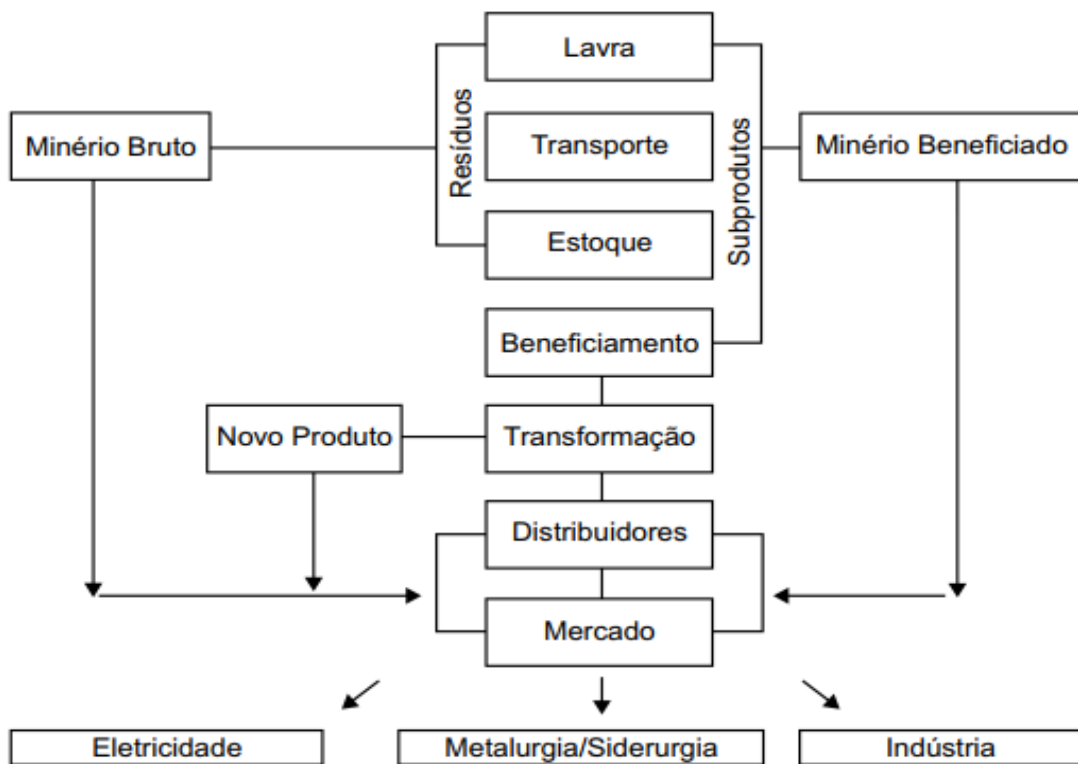 Lavra
Resíduos
Subprodutos
Minério Bruto
Transporte
Minério Beneficiado
Estoque
Beneficiamento
Novo Produto
Transformação
Distribuidores
Mercado
Eletricidade
Metalurgia/Siderurgia
Indústria